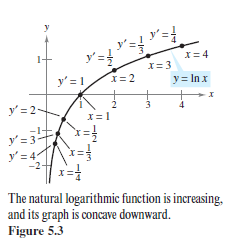 y
y' = 1/4
y' = 1/3
x = 4
y' = 1/2
x = 3
1
y' = 1
x = 2
y = ln x
x
1
2
3
4
x = 1
y' = 2
-1
x = 1/2
y' = 3
x = 1/3
y' = 4
-2
x = 1/4
The natural logarithmic function is increasing,
and its graph is concave downward.
Figure 5.3